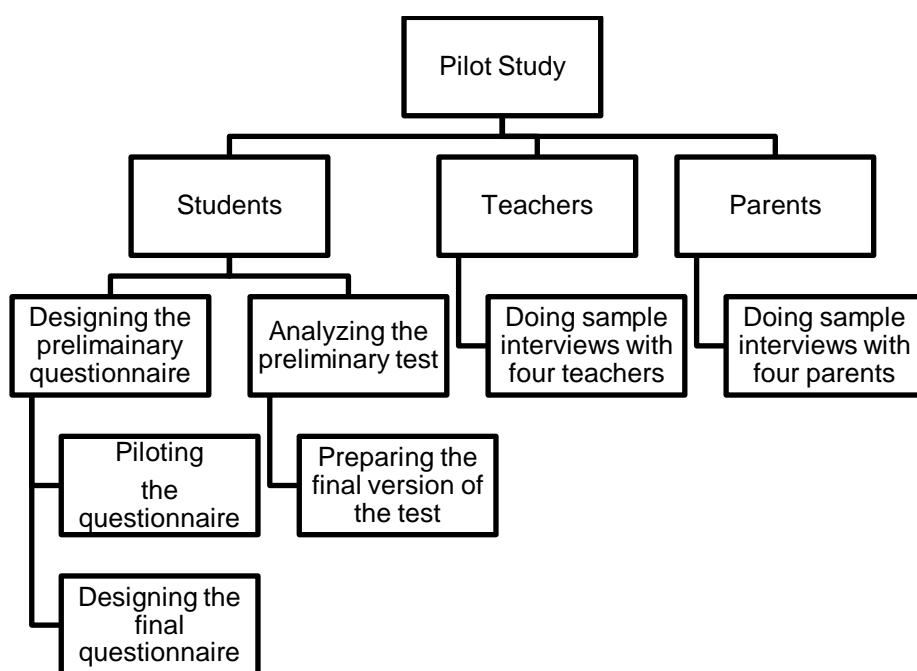 Pilot Study
Students
Teachers
Parents
Designing the
prelimainary
questionnaire
Analyzing the
preliminary test
Doing sample
interviews with
four teachers
Doing sample
interviews with
four parents
Piloting
the
questionnaire
Preparing the
final version of
the test
Designing the
final
questionnaire